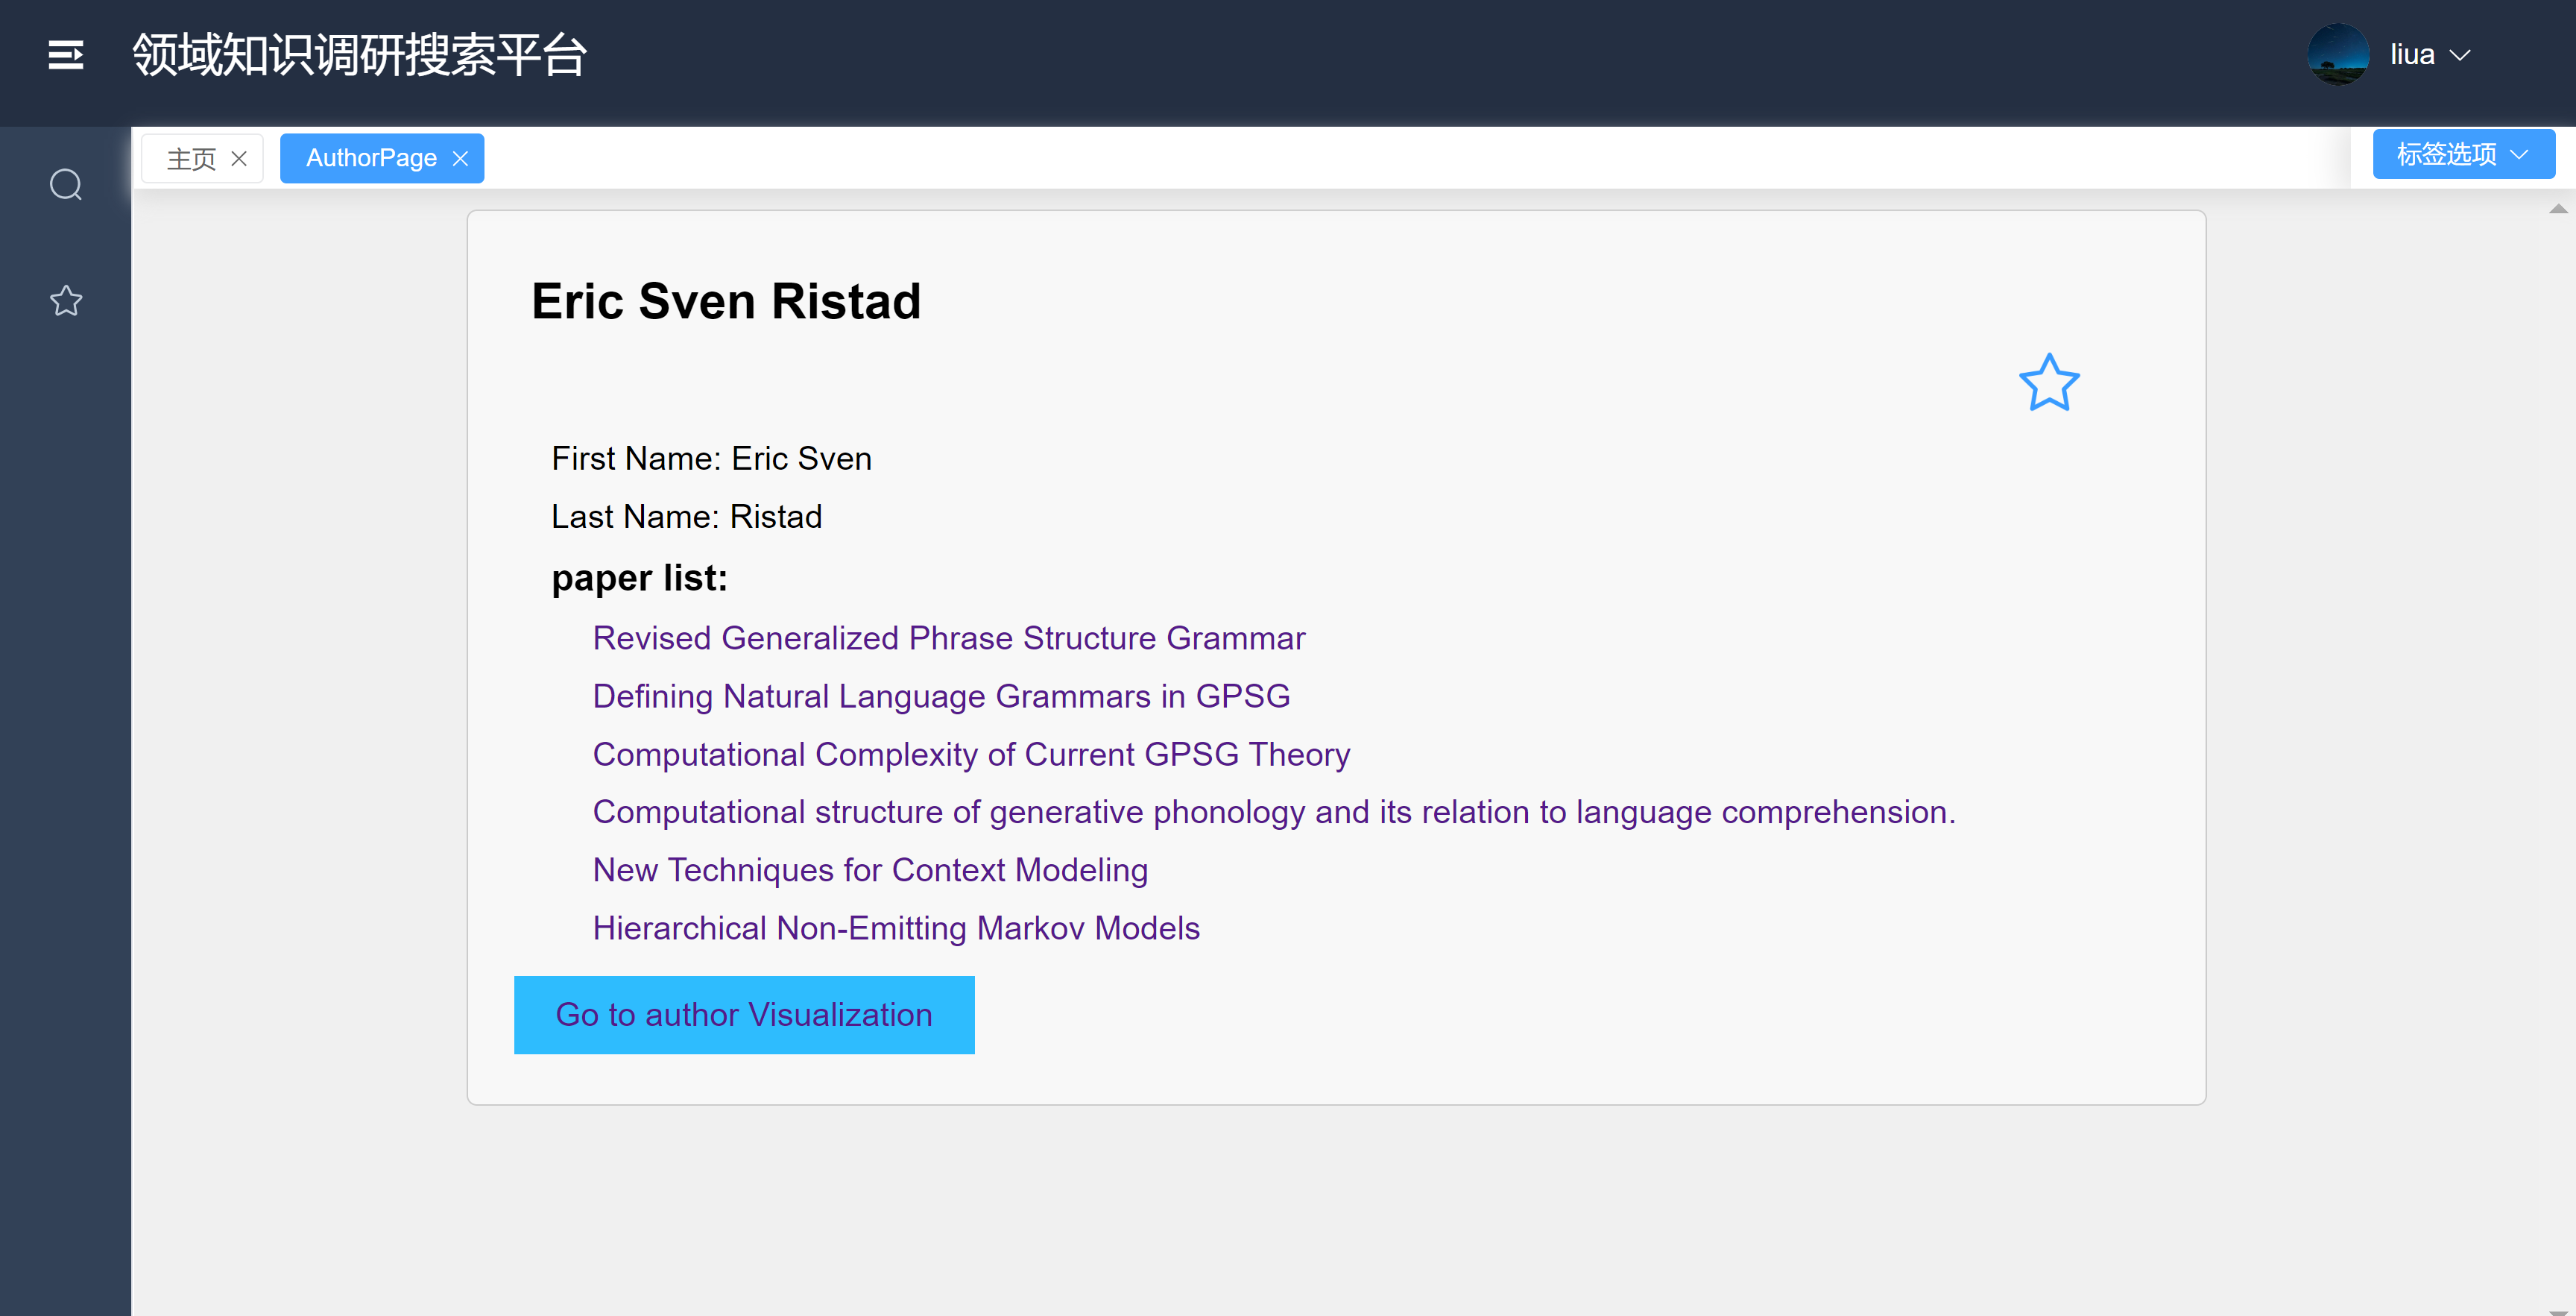 领域知识调研搜索平台
liua
主页
AuthorPage
标签选项
Eric Sven Ristad
First Name: Eric Sven
Last Name: Ristad
paper list:
Revised Generalized Phrase Structure Grammar
Defining Natural Language Grammars in GPSG
Computational Complexity of Current GPSG Theory
Computational structure of generative phonology and its relation to language comprehension.
New Techniques for Context Modeling
Hierarchical Non-Emitting Markov Models
Go to author Visualization